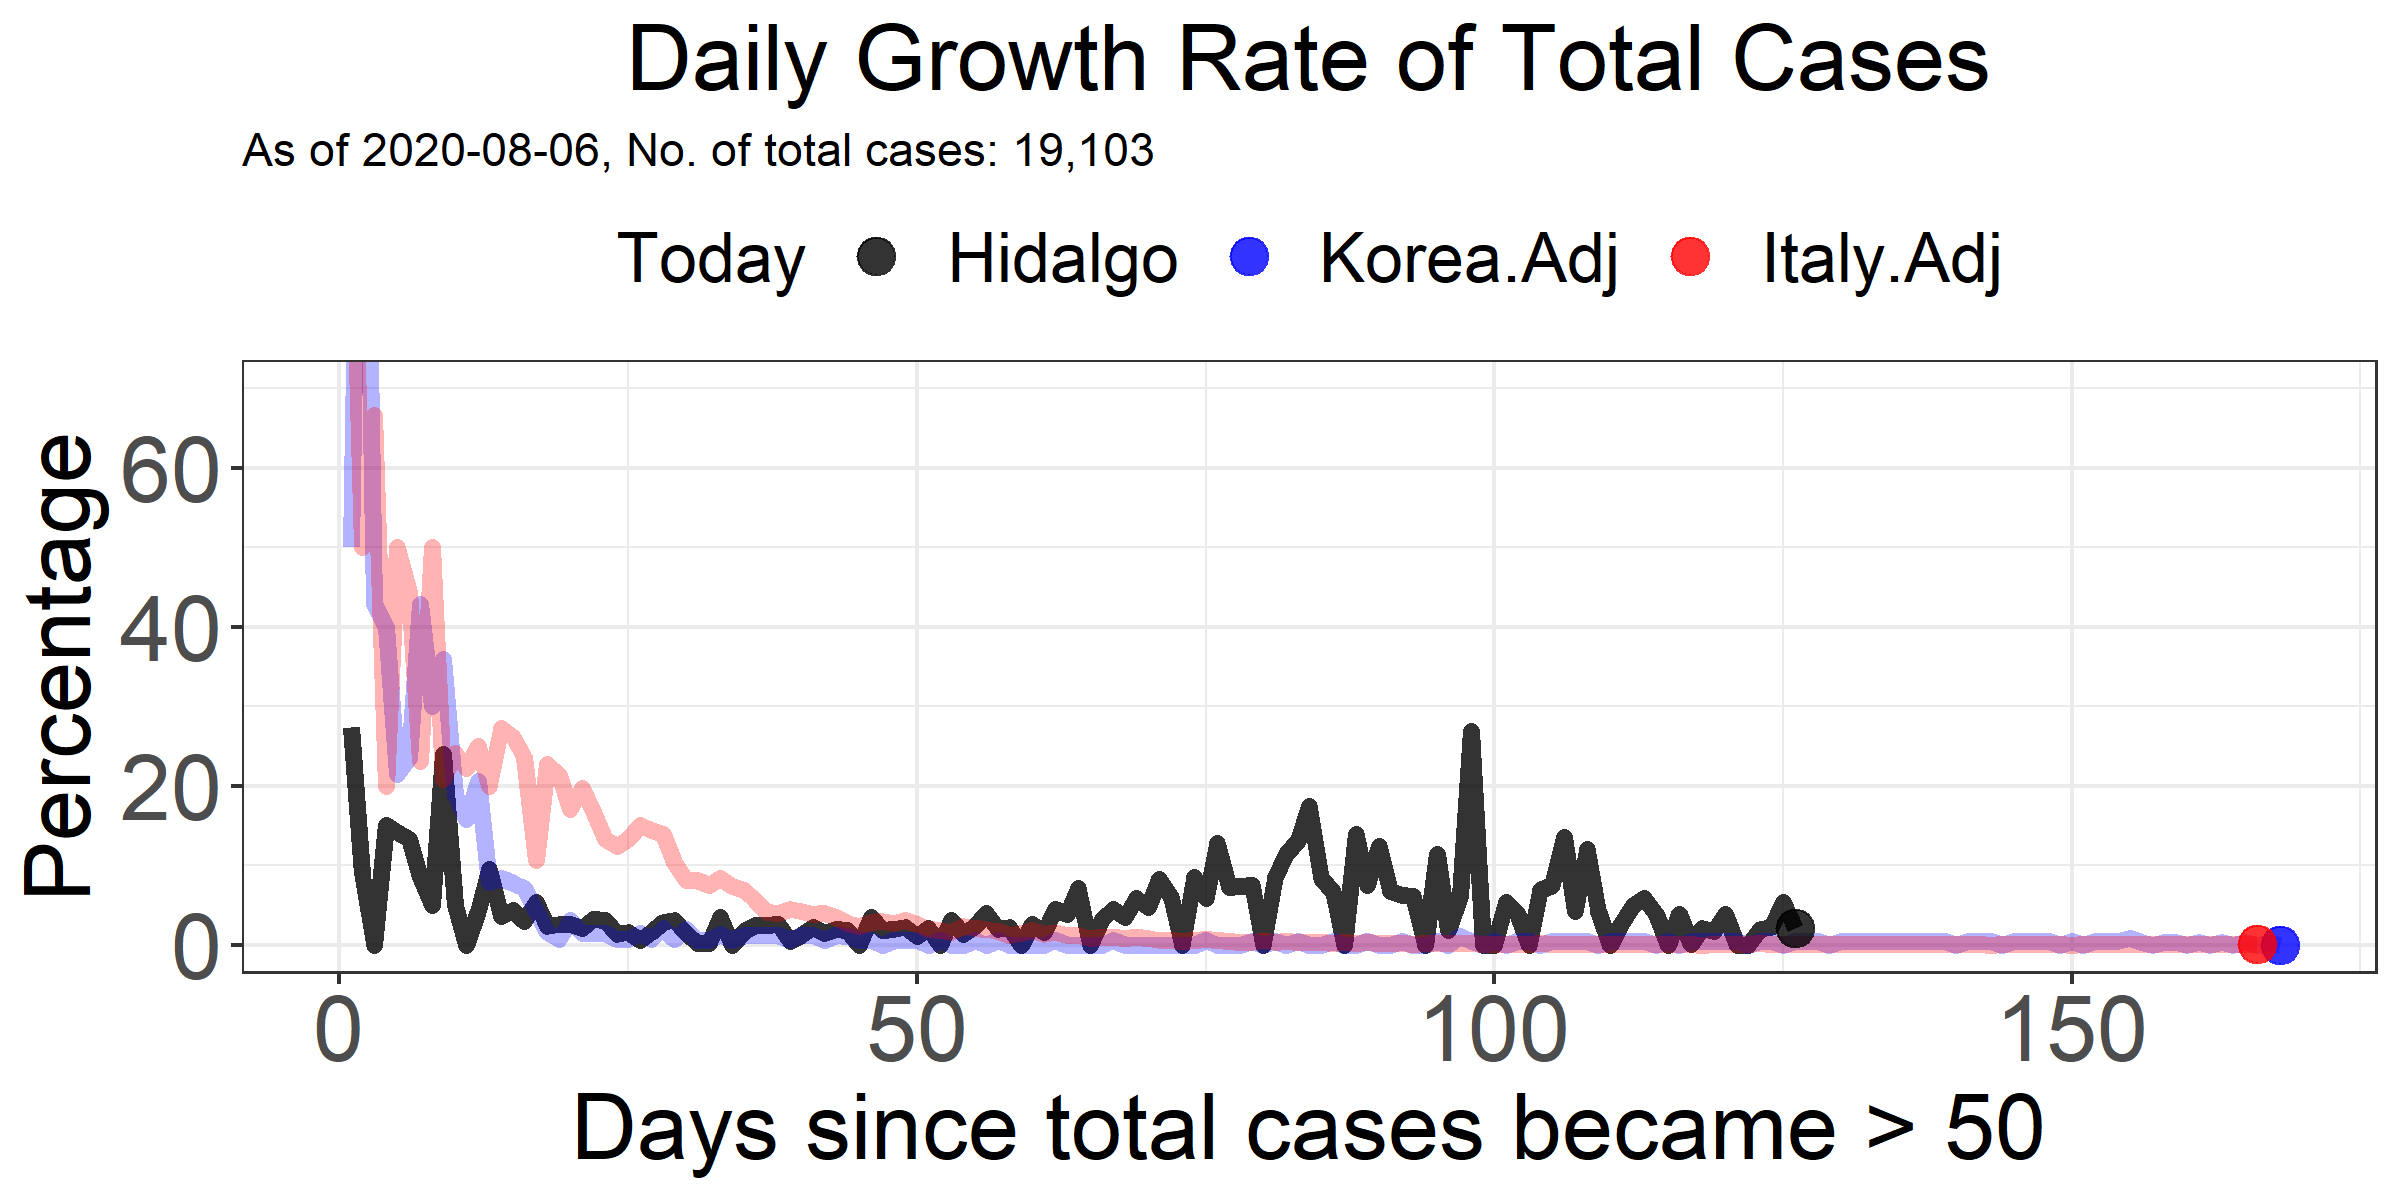 Daily Growth Rate of Total Cases
As of 2020-08-06, No. of total cases: 19,103
Today Hidalgo Korea.Adj Italy.Adj
Percentage
60
40
20
0
0 50 100 150
Days since total cases became > 50